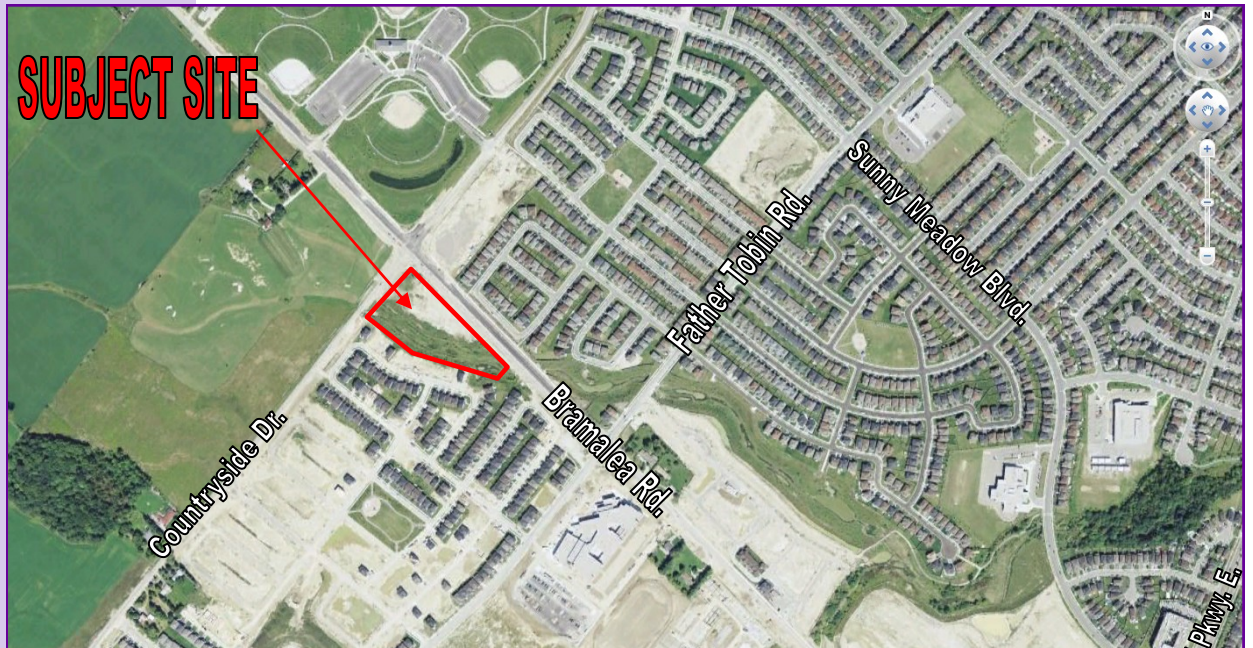 N
SUBJECT SITE
Sunny Meadow Blvd.
Father Tobin Rd.
Bramalea Rd.
Countryside Dr.
Pkwy. E.